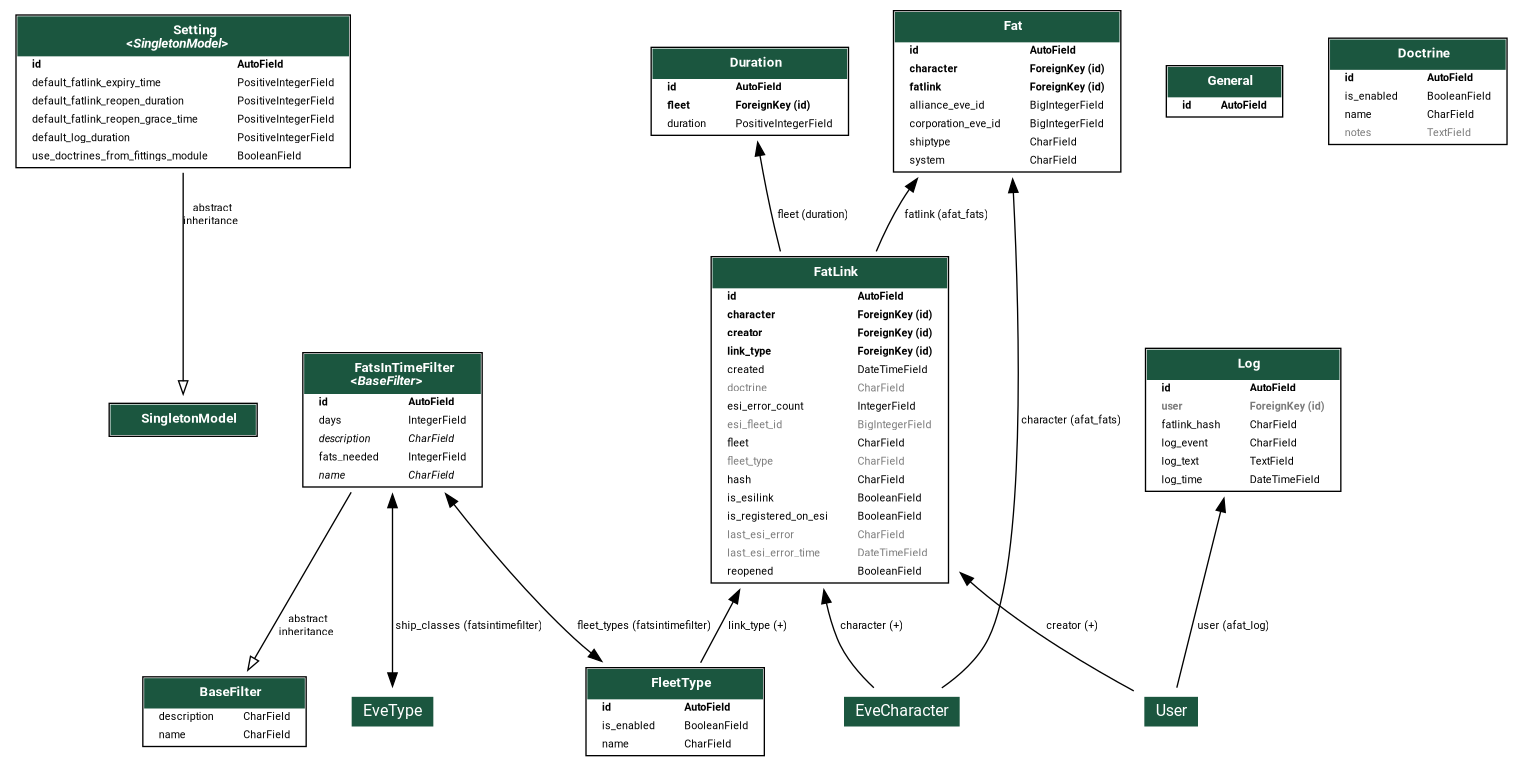 Setting
<SingletonModel>
id AutoField
default_fatlink_expiry_time PositiveIntegerField
default_fatlink_reopen_duration PositiveIntegerField
default_fatlink_reopen_grace_time PositiveIntegerField
default_log_duration PositiveIntegerField
use_doctrines_from_fittings_module BooleanField
Duration
id AutoField
fleet ForeignKey (id)
duration PositiveIntegerField
Fat
id AutoField
character ForeignKey (id)
fatlink ForeignKey (id)
alliance_eve_id BigIntegerField
corporation_eve_id BigIntegerField
shiptype CharField
system CharField
General
id AutoField
Doctrine
id AutoField
is_enabled BooleanField
name CharField
notes TextField
abstract
inheritance
fleet (duration)
fatlink (afat_fats)
SingletonModel
FatsInTimeFilter
<BaseFilter>
id AutoField
days IntegerField
description CharField
fats_needed IntegerField
name CharField
FatLink
id AutoField
character ForeignKey (id)
creator ForeignKey (id)
link_type ForeignKey (id)
created DateTimeField
doctrine CharField
esi_error_count IntegerField
esi_fleet_id BigIntegerField
fleet CharField
fleet_type CharField
hash CharField
is_esilink BooleanField
is_registered_on_esi BooleanField
last_esi_error CharField
last_esi_error_time DateTimeField
reopened BooleanField
character (afat_fats)
Log
id AutoField
user ForeignKey (id)
fatlink_hash CharField
log_event CharField
log_text TextField
log_time DateTimeField
abstract
inheritance
ship_classes (fatsintimefilter)
fleet_types (fatsintimefilter)
link_type (+)
character (+)
creator (+)
user (afat_log)
BaseFilter
description CharField
name CharField
EveType
FleetType
id AutoField
is_enabled BooleanField
name CharField
EveCharacter
User